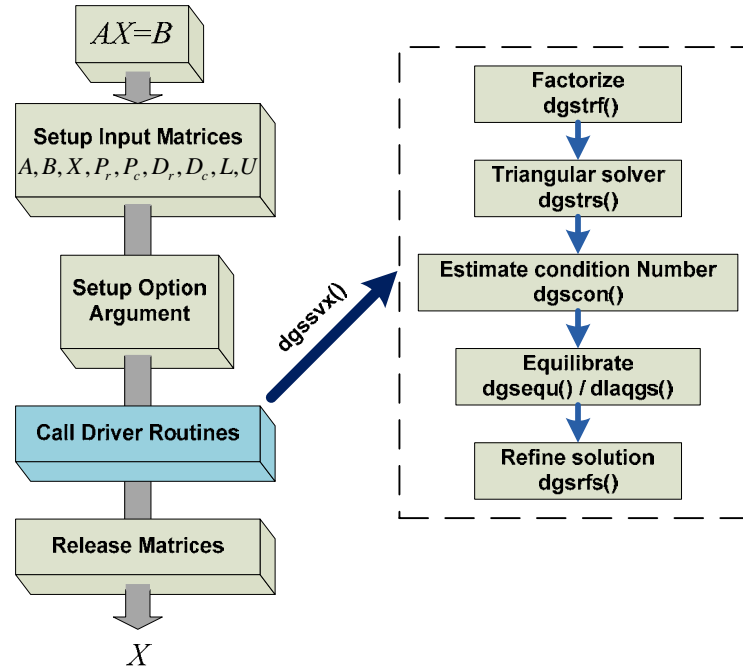 AX=B
Setup Input Matrices
A, B, X, P_r, P_c, D_r, D_c, L, U
Setup Option
Argument
Call Driver Routines
Release Matrices
X
dgssvx()
Factorize
dgstrf()
Triangular solver
dgstrs()
Estimate condition Number
dgscon()
Equilibrate
dgsequ() / dlaqgs()
Refine solution
dgsrfs()